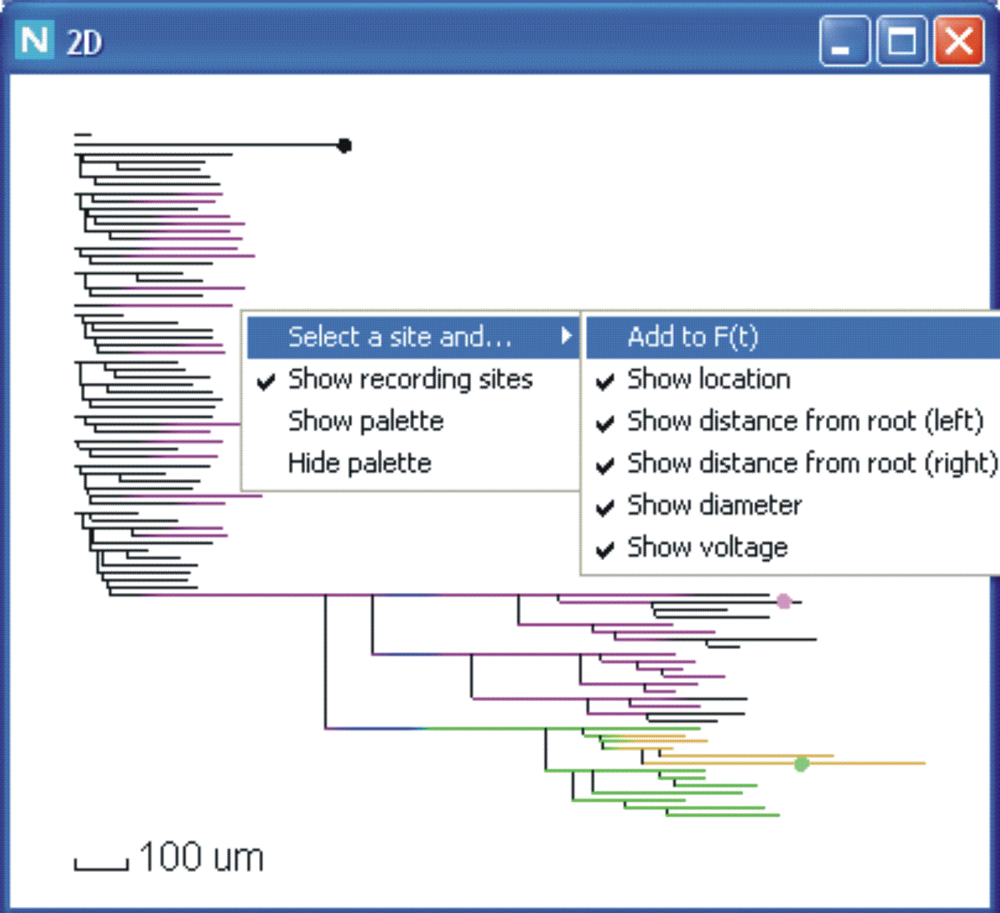 N 2D
Select a site and...
Add to F(t)
Show recording sites
Show location
Show palette
Show distance from root (left)
Hide palette
Show distance from root (right)
Show diameter
Show voltage
100 um